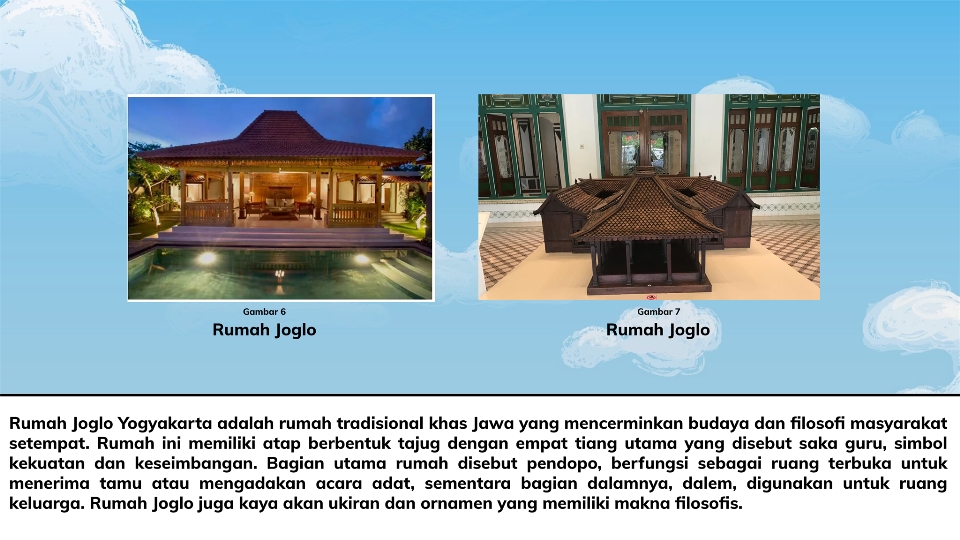 Gambar 6
Rumah Joglo
Gambar 7
Rumah Joglo
Rumah Joglo Yogyakarta adalah rumah tradisional khas Jawa yang mencerminkan budaya dan filosofi masyarakat
setempat. Rumah ini memiliki atap berbentuk tajug dengan empat tiang utama yang disebut saka guru, simbol
kekuatan dan keseimbangan. Bagian utama rumah disebut pendopo, berfungsi sebagai ruang terbuka untuk
menerima tamu atau mengadakan acara adat, sementara bagian dalamnya, dalem, digunakan untuk ruang
keluarga. Rumah Joglo juga kaya akan ukiran dan ornamen yang memiliki makna filosofis.